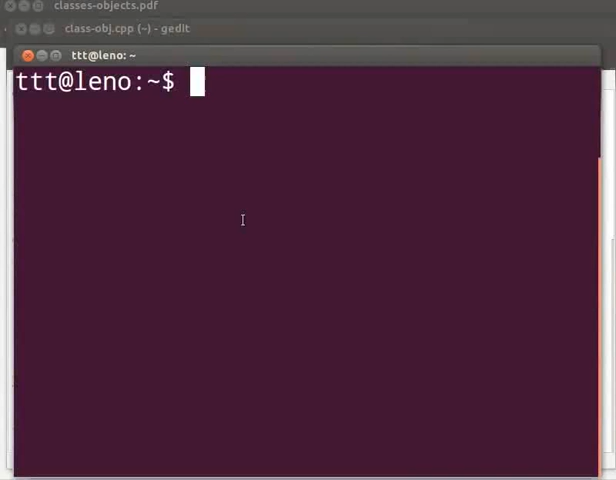 classes-objects.pdf
class-obj.cpp (~) - gedit
ttt@leno: ~
ttt@leno:~$